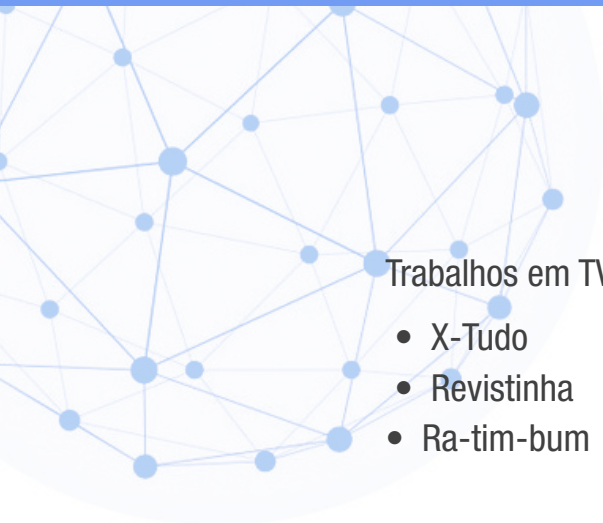 Trabalhos em TV
• X-Tudo
• Revistinha
• Ra-tim-bum